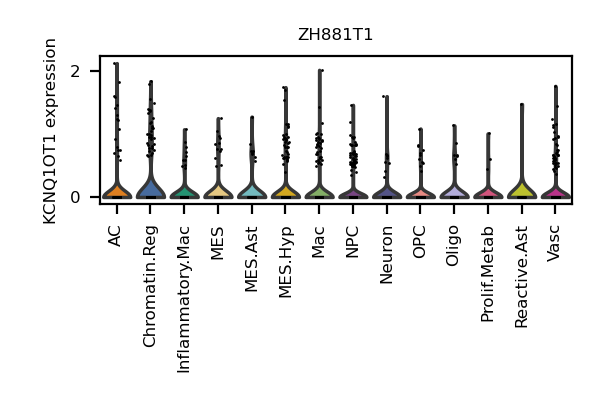 ZH881T1
KCNQ1OT1 expression
2
0
AC
Chromatin.Reg
Inflammatory.Mac
MES
MES.Ast
MES.Hyp
Mac
NPC
Neuron
OPC
Oligo
Prolif.Metab
Reactive.Ast
Vasc